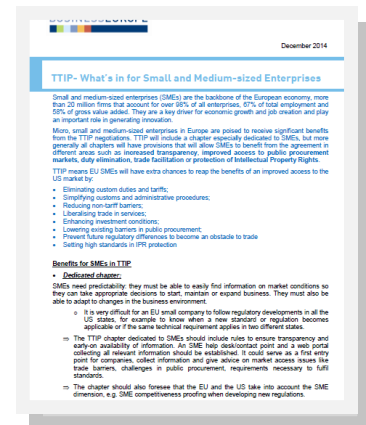 BUSINESSEUROPE
December 2014
TTIP- What's in for Small and Medium-sized Enterprises
Small and medium-sized enterprises (SMEs) are the backbone of the European economy, more
than 20 million firms that account for over 98% of all enterprises, 67% of total employment and
58% of gross value added. They are a key driver for economic growth and job creation and play
an important role in generating innovation.
Micro, small and medium-sized enterprises in Europe are poised to receive significant benefits
from the TTIP negotiations. TTIP will include a chapter especially dedicated to SMEs, but more
generally all chapters will have provisions that will allow SMEs to benefit from the agreement in
different areas such as increased transparency, improved access to public procurement
markets, duty elimination, trade facilitation or protection of Intellectual Property Rights.
TTIP means EU SMEs will have extra chances to reap the benefits of an improved access to the
US market by:
• Eliminating custom duties and tariffs;
• Simplifying customs and administrative procedures;
• Reducing non-tariff barriers;
• Liberalising trade in services;
• Enhancing investment conditions;
• Lowering existing barriers in public procurement;
• Prevent future regulatory differences to become an obstacle to trade
• Setting high standards in IPR protection
Benefits for SMEs in TTIP
• Dedicated chapter:
SMEs need predictability; they must be able to easily find information on market conditions so
they can take appropriate decisions to start, maintain or expand business. They must also be
able to adapt to changes in the business environment.
o It is very difficult for an EU small company to follow regulatory developments in all the
US states, for example to know when a new standard or regulation becomes
applicable or if the same technical requirement applies in two different states.
⇒ The TTIP chapter dedicated to SMEs should include rules to ensure transparency and
early-on availability of information. An SME help desk/contact point and a web portal
collecting all relevant information should be established. It could serve as a first entry
point for companies, collect information and give advice on market access issues like
trade barriers, challenges in public procurement, requirements necessary to fulfil
standards.
⇒ The chapter should also foresee that the EU and the US take into account the SME
dimension, e.g. SME competitiveness proofing when developing new regulations.